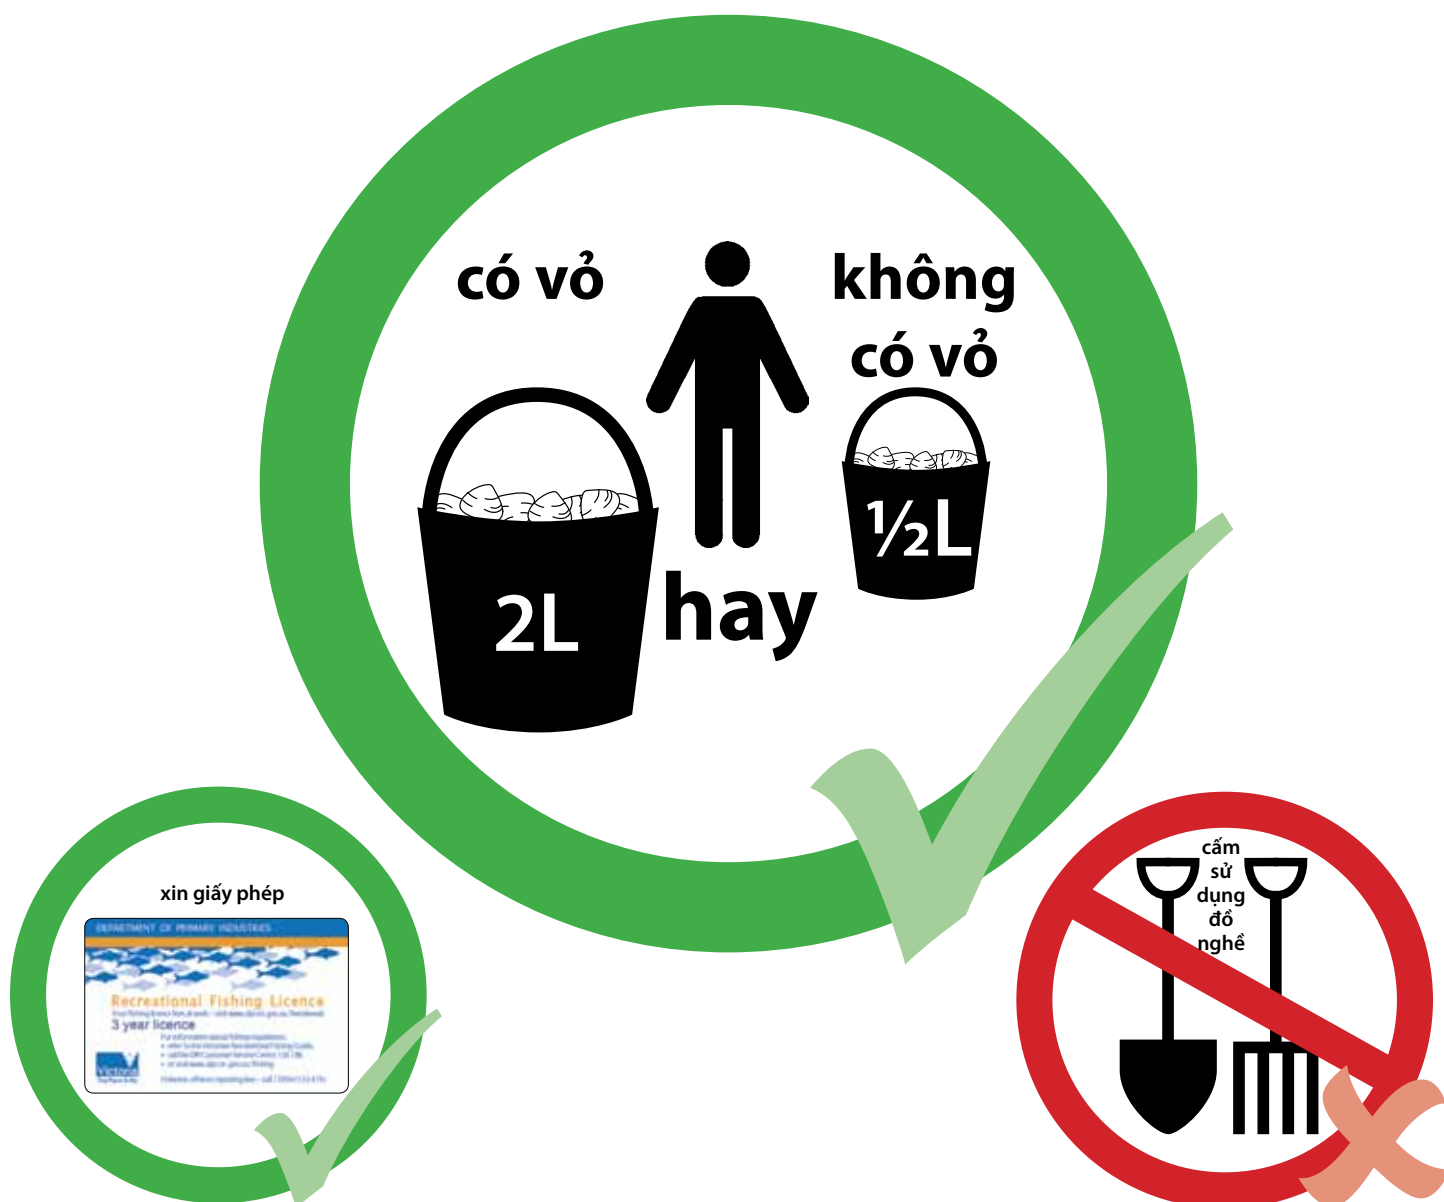 có vỏ
không
có vỏ
2L
hay
½L
xin giấy phép
DEPARTMENT OF PRIMARY INDUSTRIES
Recreational Fishing Licence
3 year licence
Victoria
cấm
sử
dụng
đồ
nghề